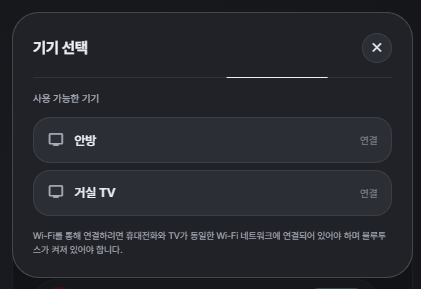 기기 선택
사용 가능한 기기
안방
연결
거실 TV
연결
Wi-Fi를 통해 연결하려면 휴대전화와 TV가 동일한 Wi-Fi 네트워크에 연결되어 있어야 하며 블루투
스가 켜져 있어야 합니다.